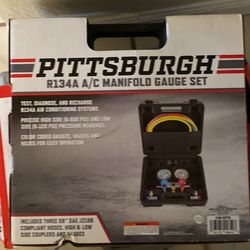 PITTSBURGH
R134A A/C MANIFOLD GAUGE SET
TEST, DIAGNOSE, AND RECHARGE
R134A AIR CONDITIONING SYSTEMS
PRECISE HIGH SIDE (0-500 PSI) AND LOW
SIDE (0-120 PSI) PRESSURE READINGS
COLOR CODED GAUGES, VALVES AND
HOSES FOR EASY OPERATION
INCLUDES THREE 59" SAE J2196
COMPLIANT HOSES, HIGH & LOW
SIDE COUPLERS AND GAUGES